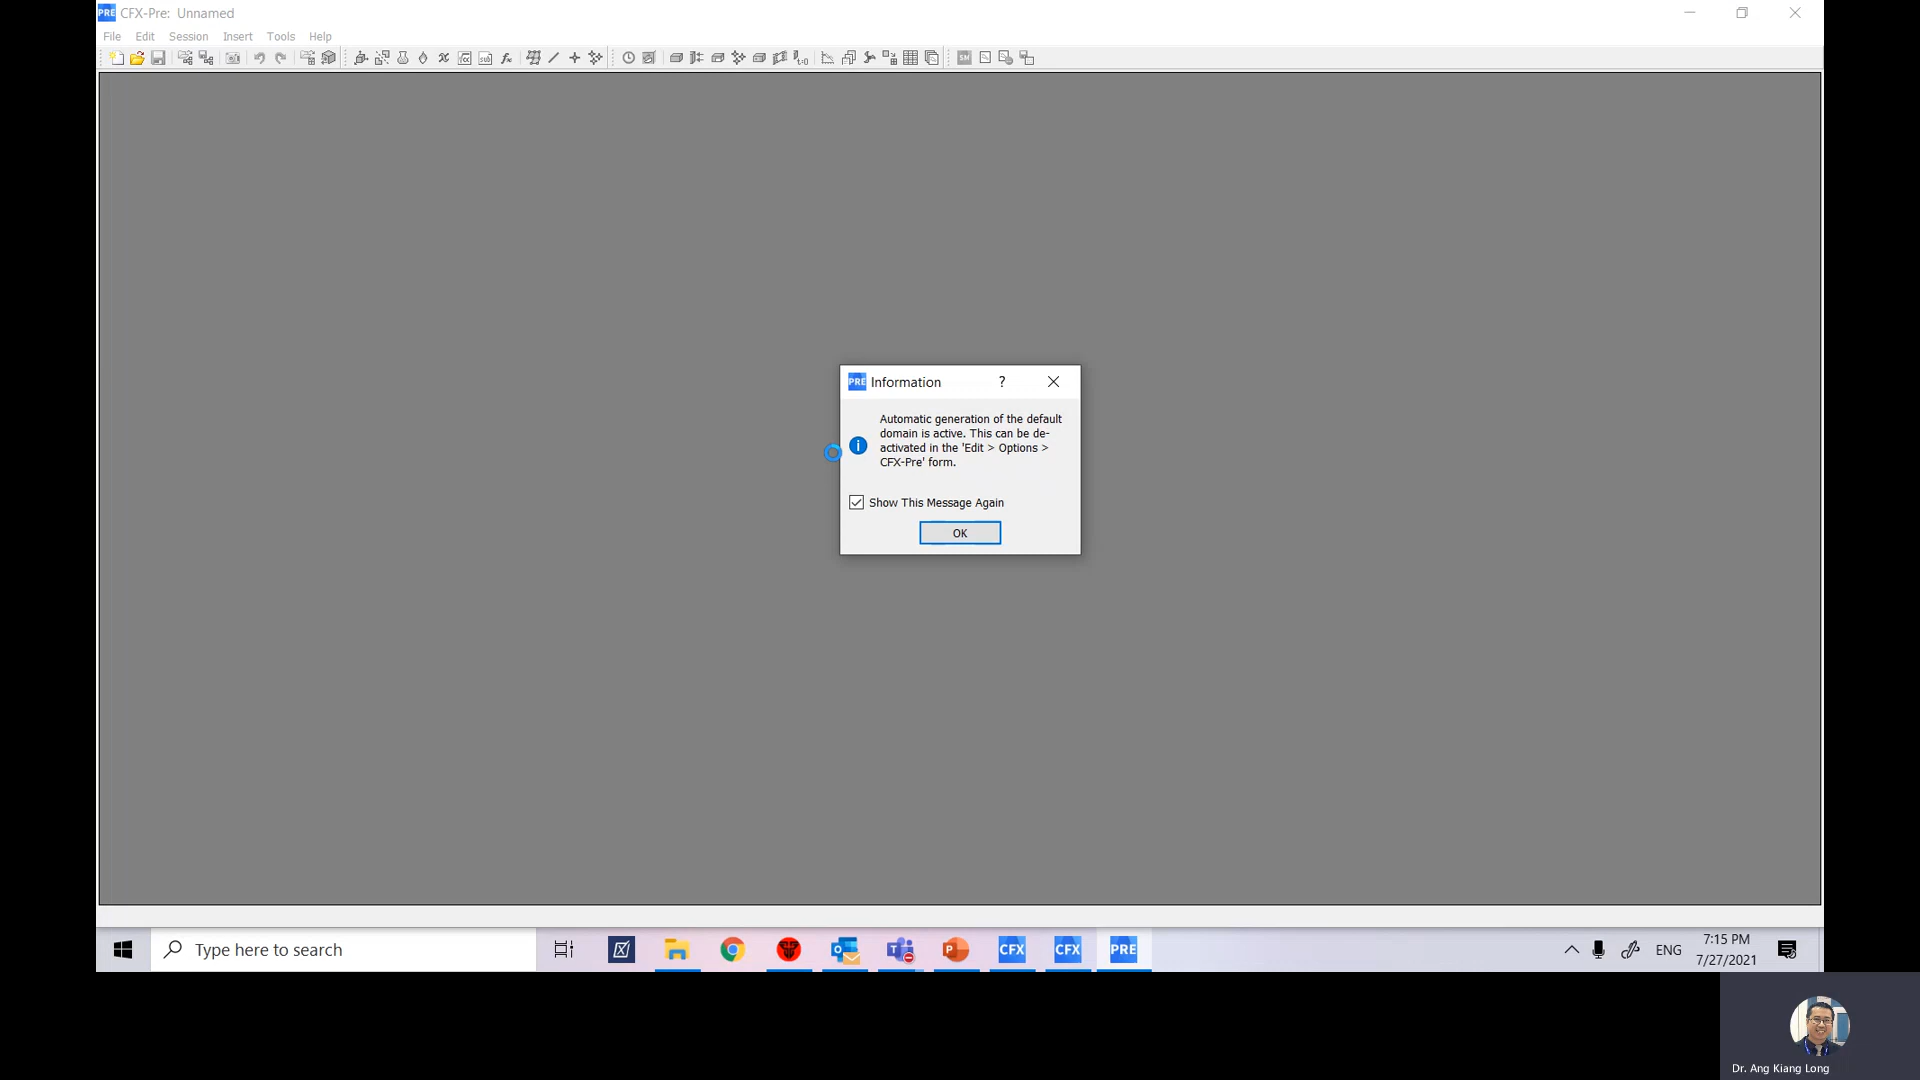 PRE CFX-Pre: Unnamed
File Edit Session Insert Tools Help
PRE Information ?
Automatic generation of the default
domain is active. This can be de-
activated in the 'Edit > Options >
CFX-Pre' form.
Show This Message Again
OK
Type here to search
CFX CFX PRE
ENG
7:15 PM
7/27/2021
Dr. Ang Kiang Long